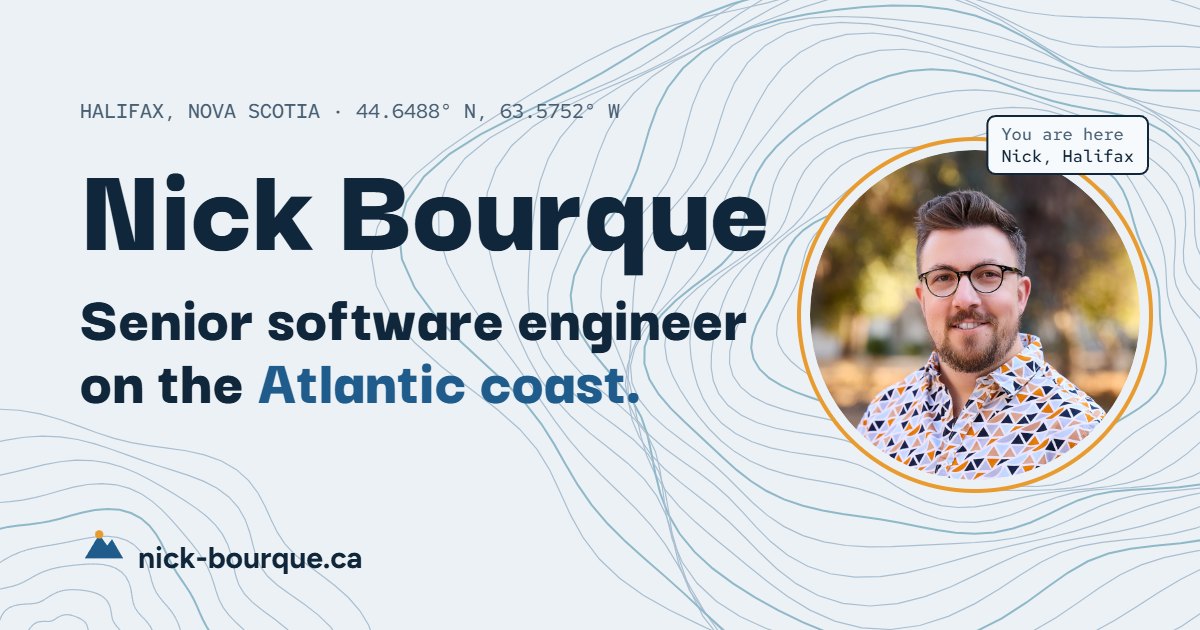 HALIFAX, NOVA SCOTIA · 44.6488° N, 63.5752° W
You are here
Nick, Halifax
Nick Bourque
Senior software engineer
on the Atlantic coast.
nick-bourque.ca